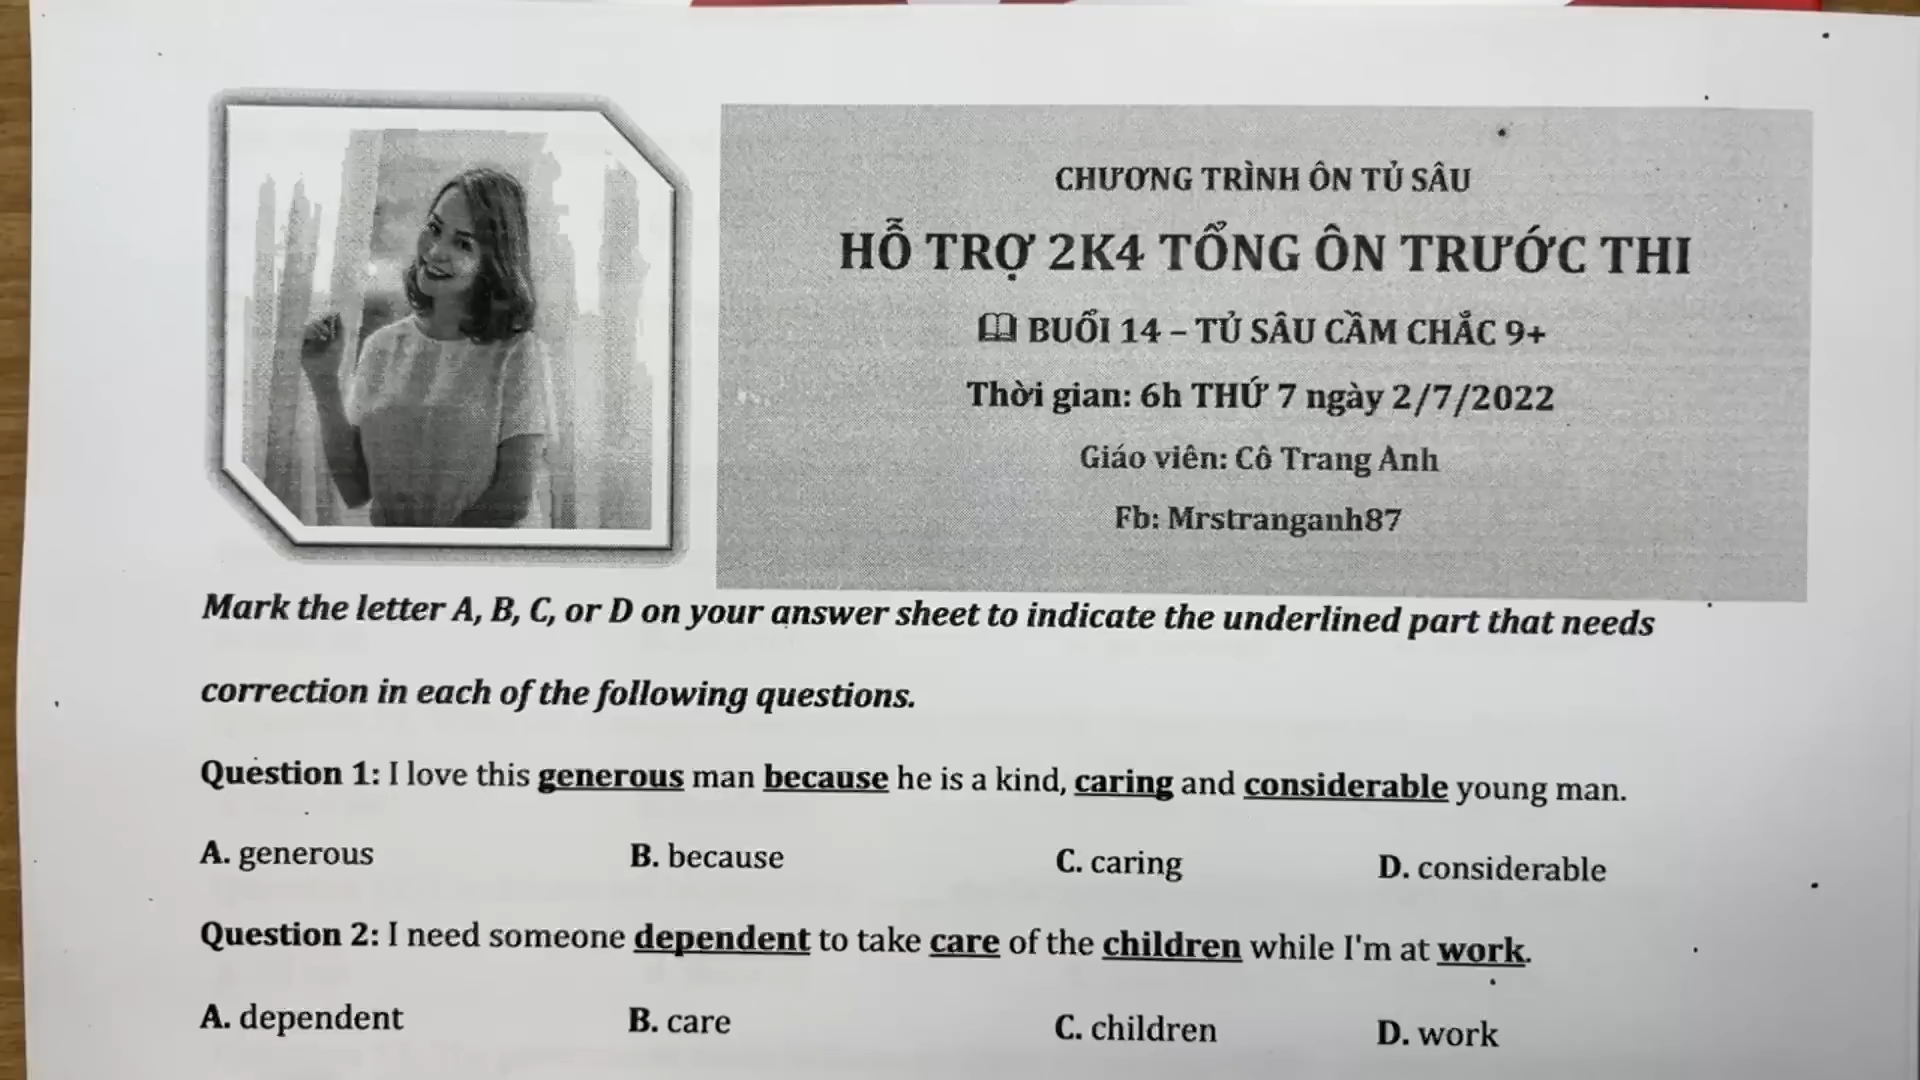 CHƯƠNG TRÌNH ÔN TỦ SÂU
HỖ TRỢ 2K4 TỔNG ÔN TRƯỚC THI
BUỔI 14 – TỦ SÂU CẦM CHẮC 9+
Thời gian: 6h THỨ 7 ngày 2/7/2022
Giáo viên: Cô Trang Anh
Fb: Mrstranganh87
Mark the letter A, B, C, or D on your answer sheet to indicate the underlined part that needs
correction in each of the following questions.
Question 1: I love this generous man because he is a kind, caring and considerable young man.
A. generous B. because C. caring D. considerable
Question 2: I need someone dependent to take care of the children while I'm at work.
A. dependent B. care C. children D. work